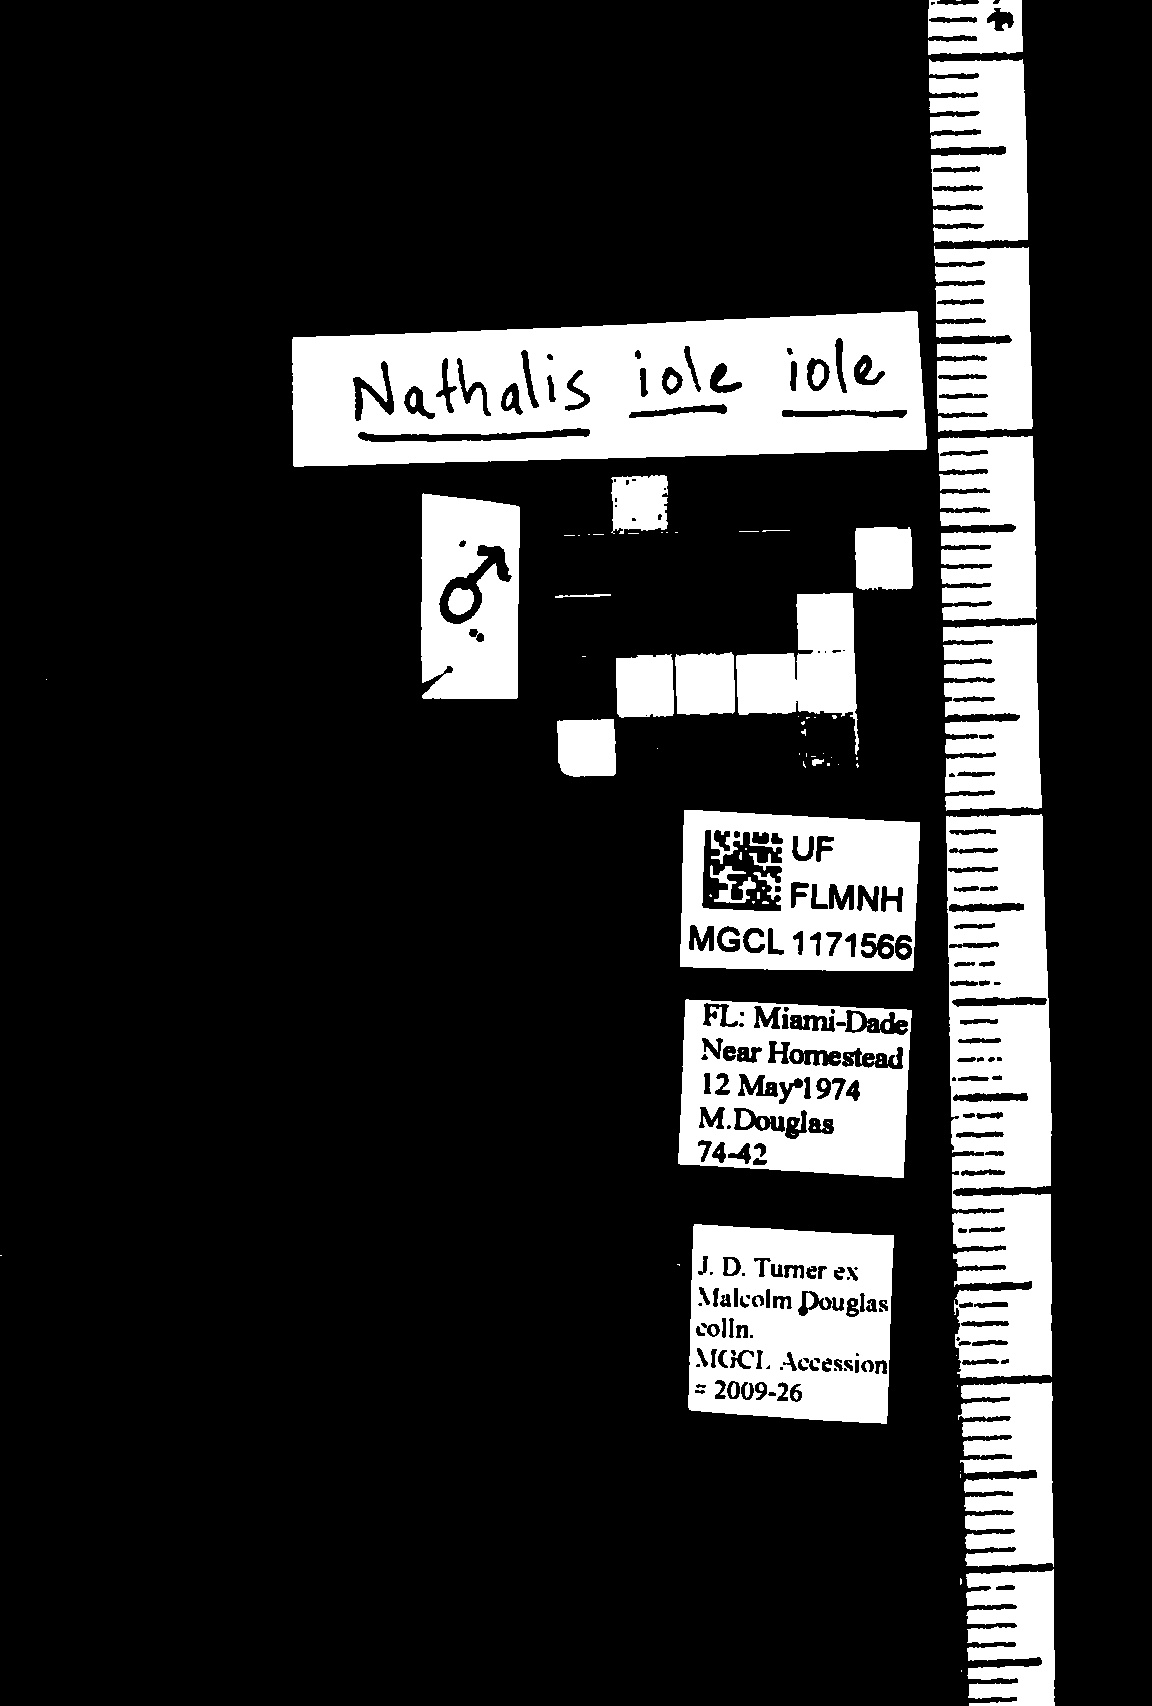 Nathalis iole iole
♂
UF
FLMNH
MGCL 1171566
FL: Miami-Dade
Near Homestead
12 May 1974
M.Douglas
74-42
J. D. Turner ex
Malcolm Douglas
colln.
MGCL Accession
# 2009-26